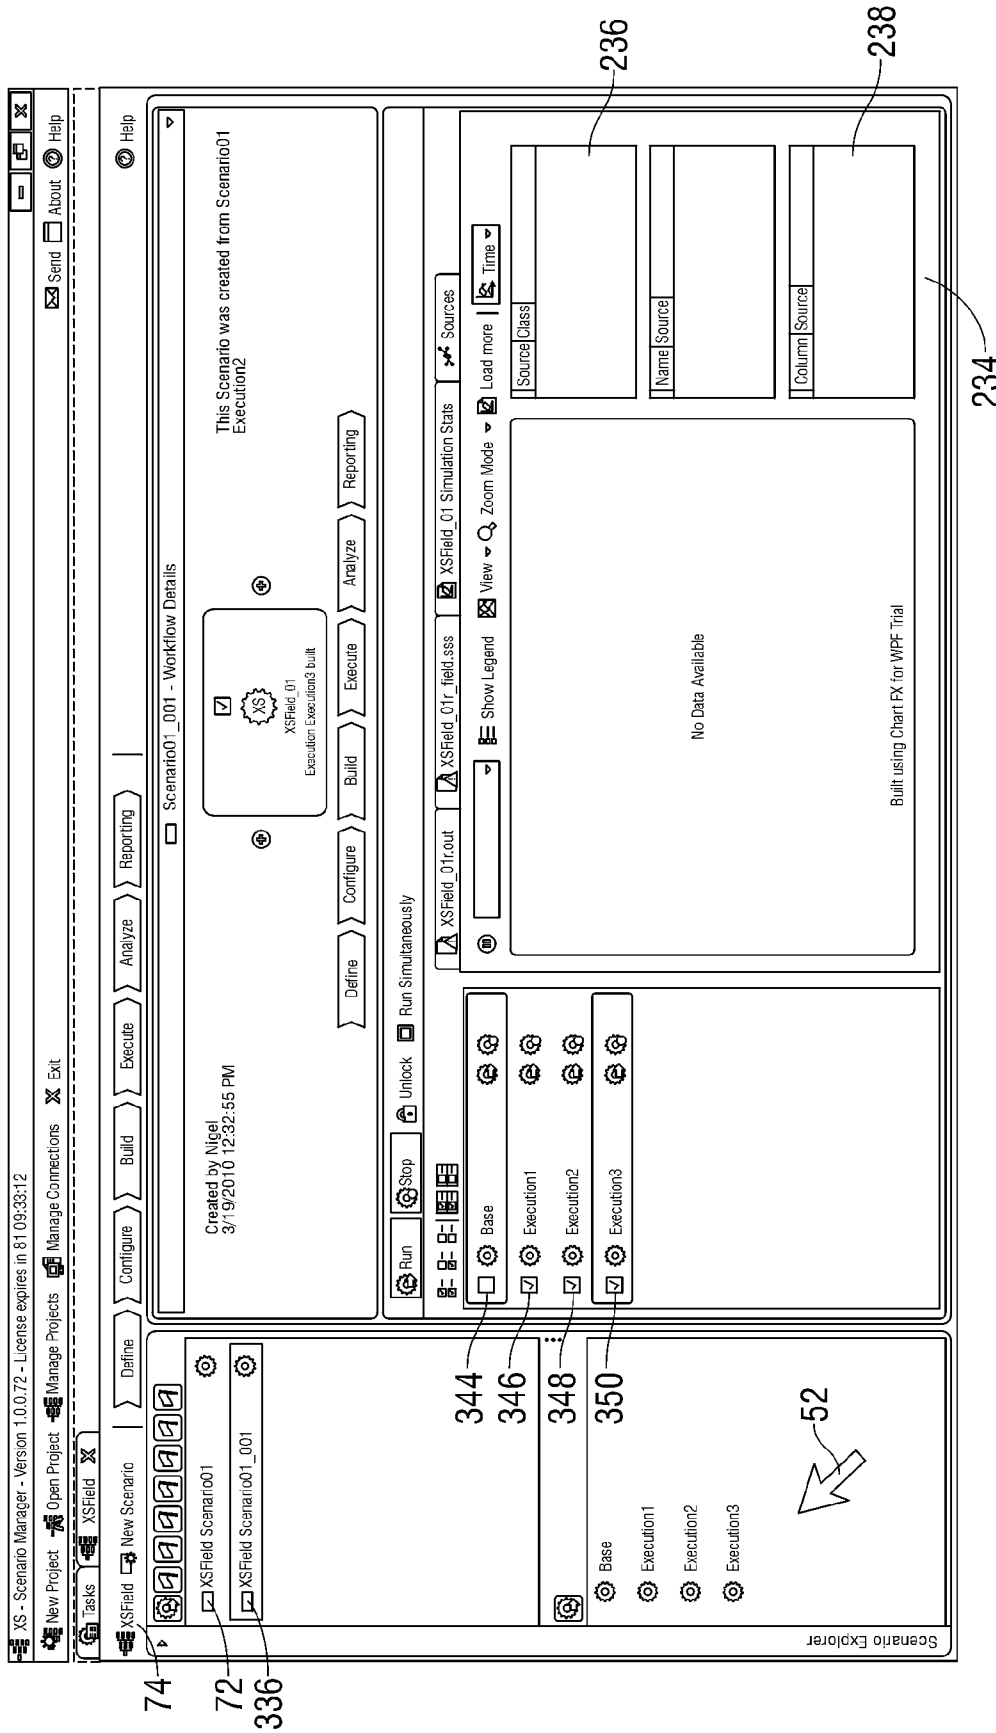 XS - Scenario Manager - Version 1.0.0.72 - License expires in 81 09:33:12
New Project Open Project Manage Projects Manage Connections X Exit Send About Help
Tasks XSField X
XSField New Scenario Define Configure Build Execute Analyze Reporting Help
Scenario Explorer
XSField Scenario01
XSField Scenario01_001
Base
Execution1
Execution2
Execution3
Scenario01_001 - Workflow Details
Created by Nigel
3/19/2010 12:32:55 PM
XS
XSField_01
Execution Execution3 built
This Scenario was created from Scenario01
Execution2
Define Configure Build Execute Analyze Reporting
Run Stop Unlock Run Simultaneously
Base
Execution1
Execution2
Execution3
XSField_01r.out XSField_01r_field.sss XSField_01 Simulation Stats Sources
Show Legend View Zoom Mode Load more Time
No Data Available
Built using Chart FX for WPF Trial
Source Class
Name Source
Column Source
74
72
336
344
346
348
350
52
236
238
234